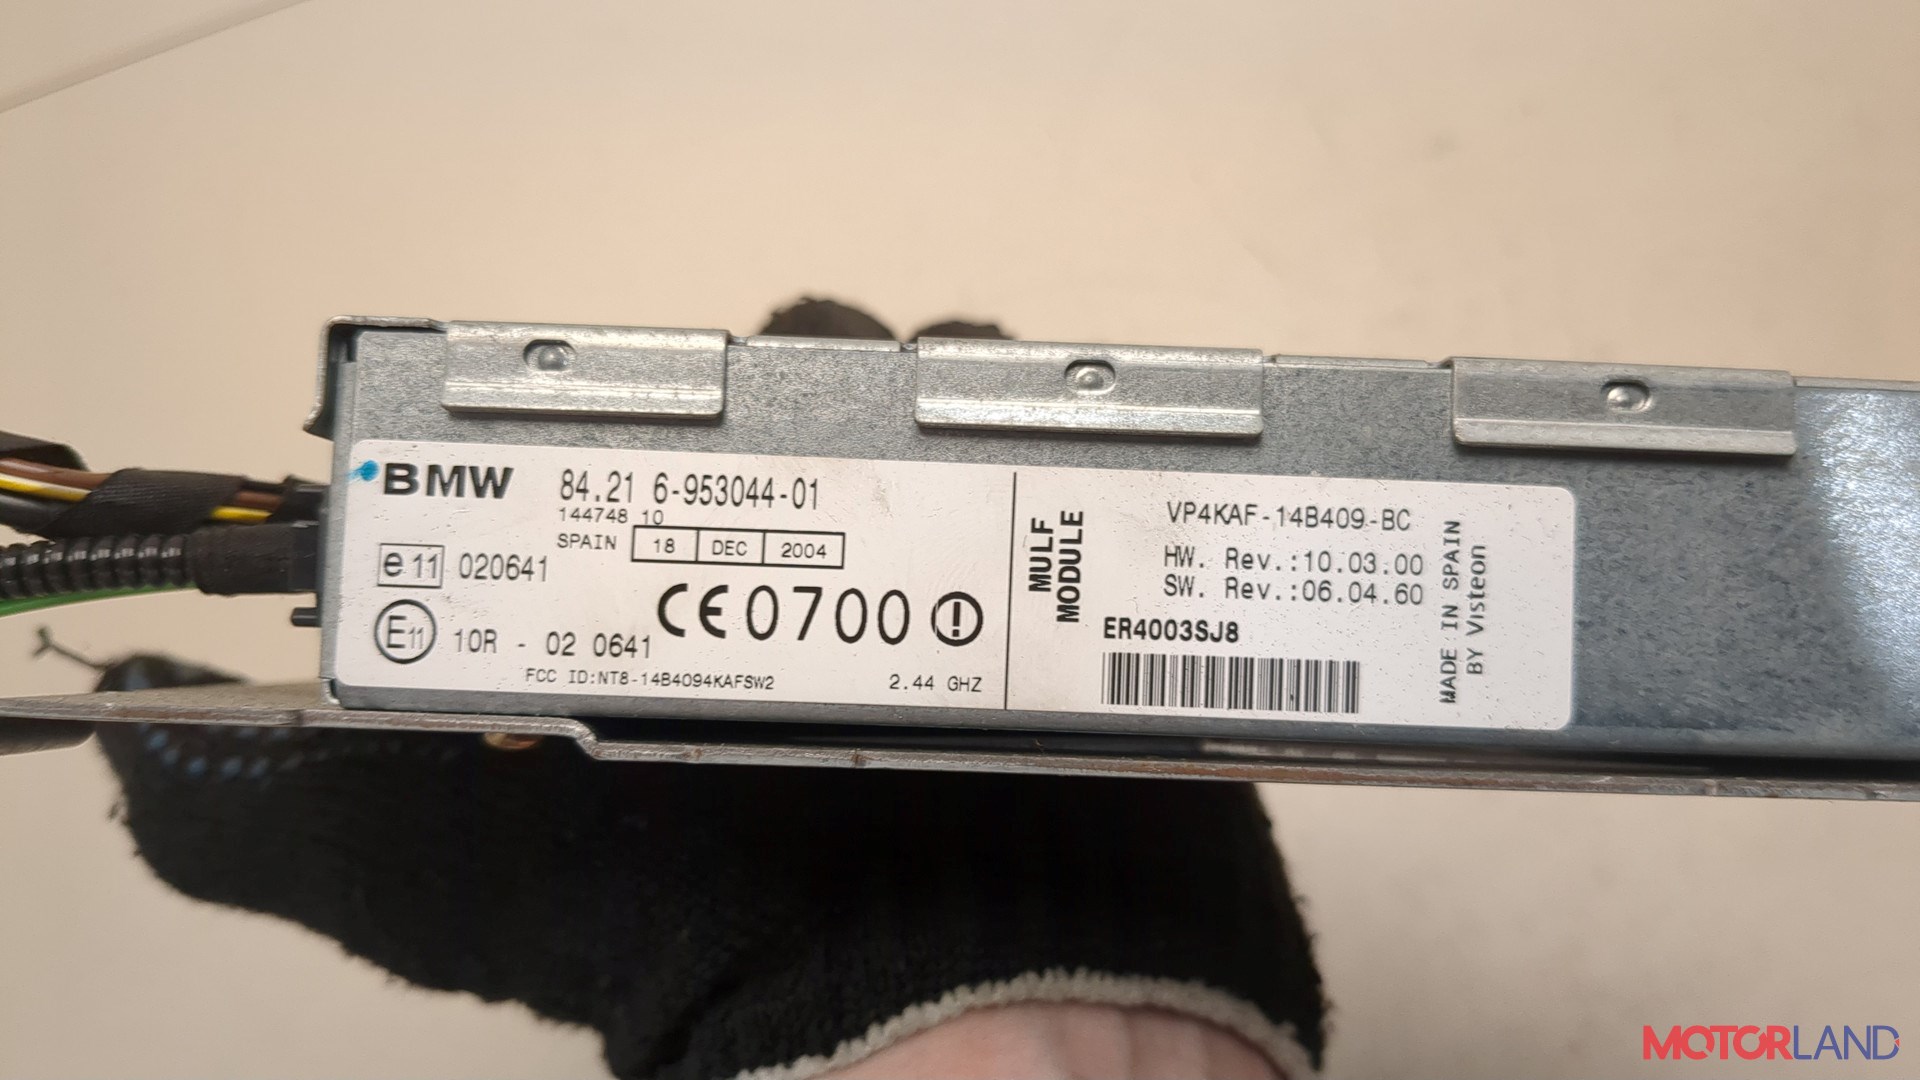 BMW 84.21 6-953044-01
144748 10
SPAIN 18 DEC 2004
e 11 020641
CE 0700 !
E11 10R - 02 0641
FCC ID:NT8-14B4094KAFSW2 2.44 GHZ
MULF
MODULE
VP4KAF-14B409-BC
HW. Rev.:10.03.00
SW. Rev.:06.04.60
ER4003SJ8
MADE IN SPAIN
BY Visteon
MOTORLAND